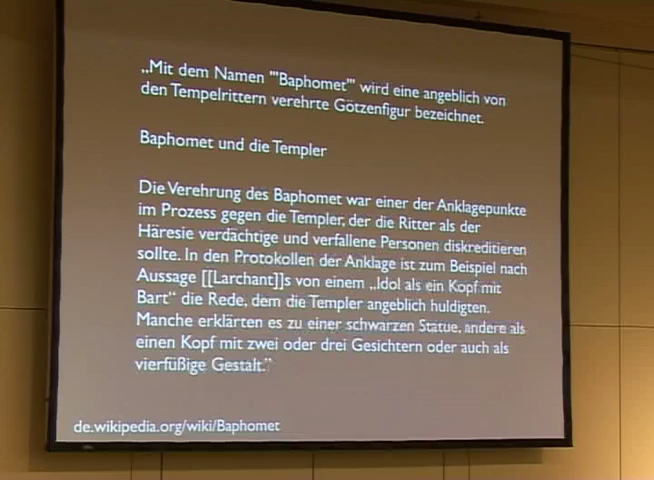 „Mit dem Namen '''Baphomet''' wird eine angeblich von
den Tempelrittern verehrte Götzenfigur bezeichnet.
Baphomet und die Templer
Die Verehrung des Baphomet war einer der Anklagepunkte
im Prozess gegen die Templer, der die Ritter als der
Häresie verdächtige und verfallene Personen diskreditieren
sollte. In den Protokollen der Anklage ist zum Beispiel nach
Aussage [[Larchant]]s von einem „Idol als ein Kopf mit
Bart“ die Rede, dem die Templer angeblich huldigten.
Manche erklärten es zu einer schwarzen Statue, andere als
einen Kopf mit zwei oder drei Gesichtern oder auch als
vierfüßige Gestalt.“
de.wikipedia.org/wiki/Baphomet